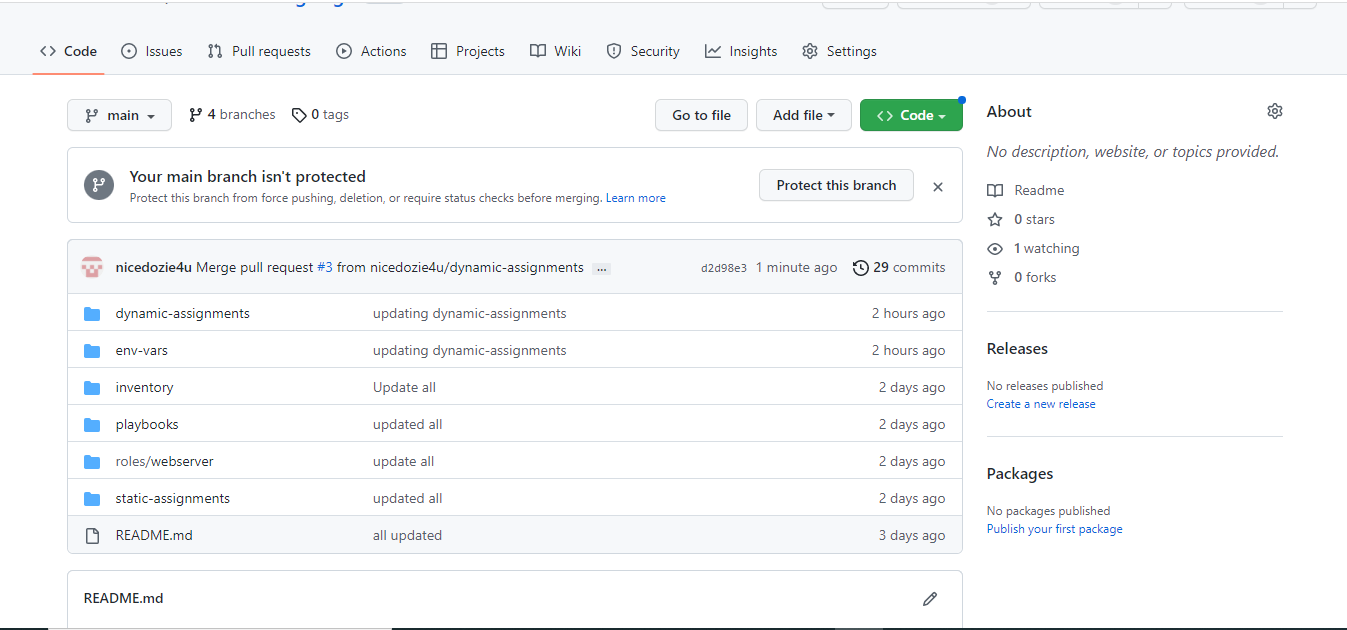 Code Issues Pull requests Actions Projects Wiki Security Insights Settings
main 4 branches 0 tags Go to file Add file Code
Your main branch isn't protected
Protect this branch from force pushing, deletion, or require status checks before merging. Learn more
Protect this branch
nicedozie4u Merge pull request #3 from nicedozie4u/dynamic-assignments ... d2d98e3 1 minute ago 29 commits
dynamic-assignments updating dynamic-assignments 2 hours ago
env-vars updating dynamic-assignments 2 hours ago
inventory Update all 2 days ago
playbooks updated all 2 days ago
roles/webserver update all 2 days ago
static-assignments updated all 2 days ago
README.md all updated 3 days ago
README.md
About
No description, website, or topics provided.
Readme
0 stars
1 watching
0 forks
Releases
No releases published
Create a new release
Packages
No packages published
Publish your first package